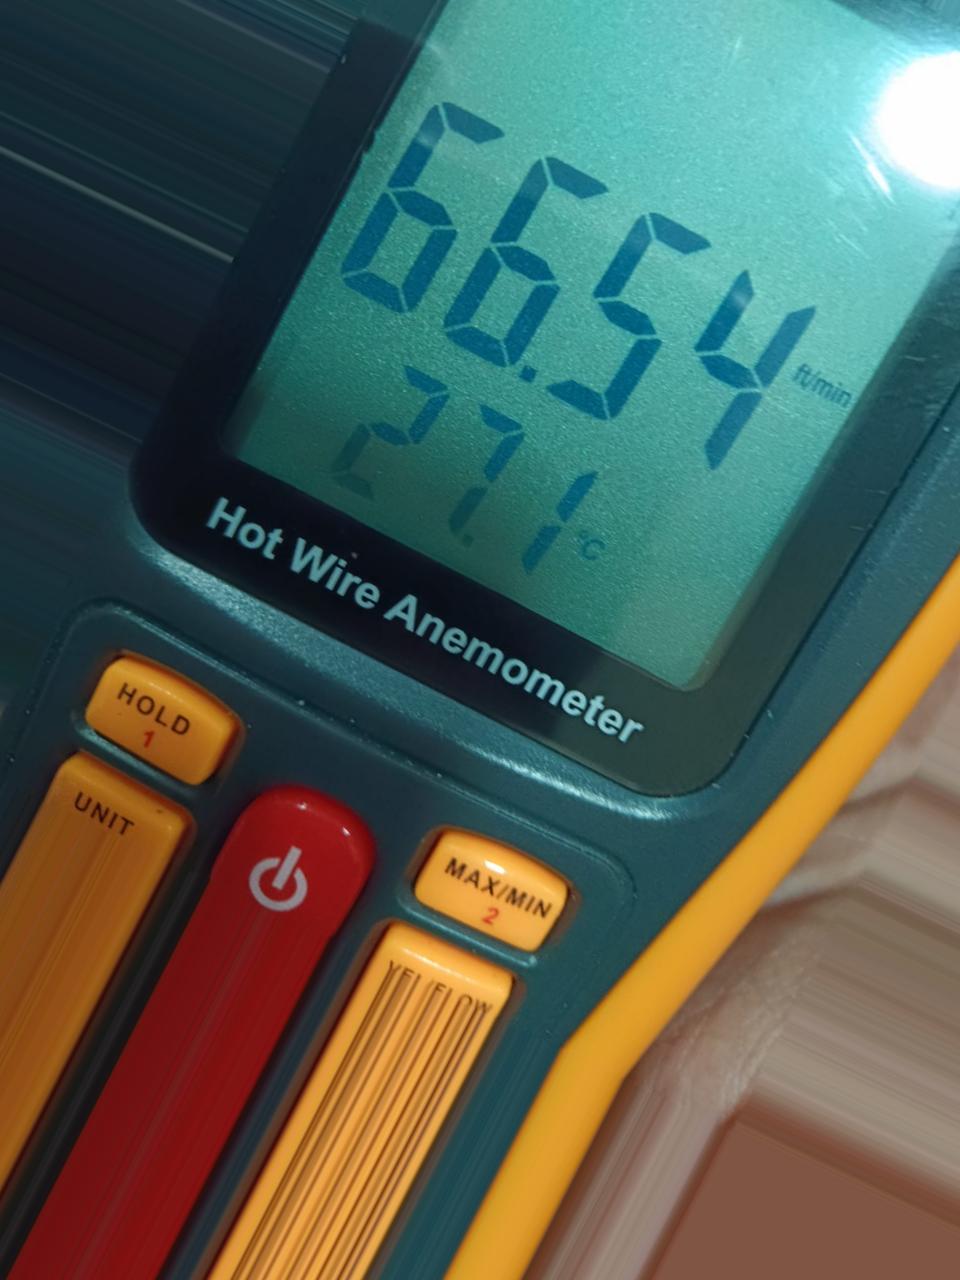 66.54 ft/min
27.1 °C
Hot Wire Anemometer
HOLD
1
UNIT
MAX/MIN
2